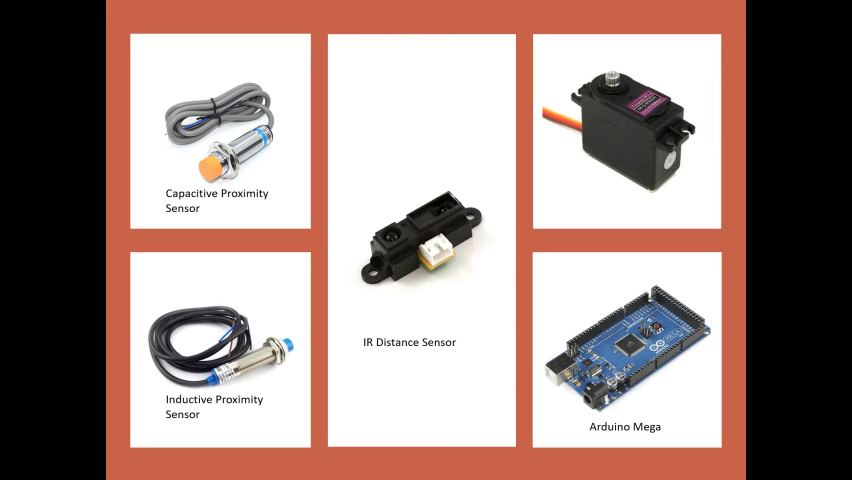 Capacitive Proximity
Sensor
Inductive Proximity
Sensor
IR Distance Sensor
Arduino Mega